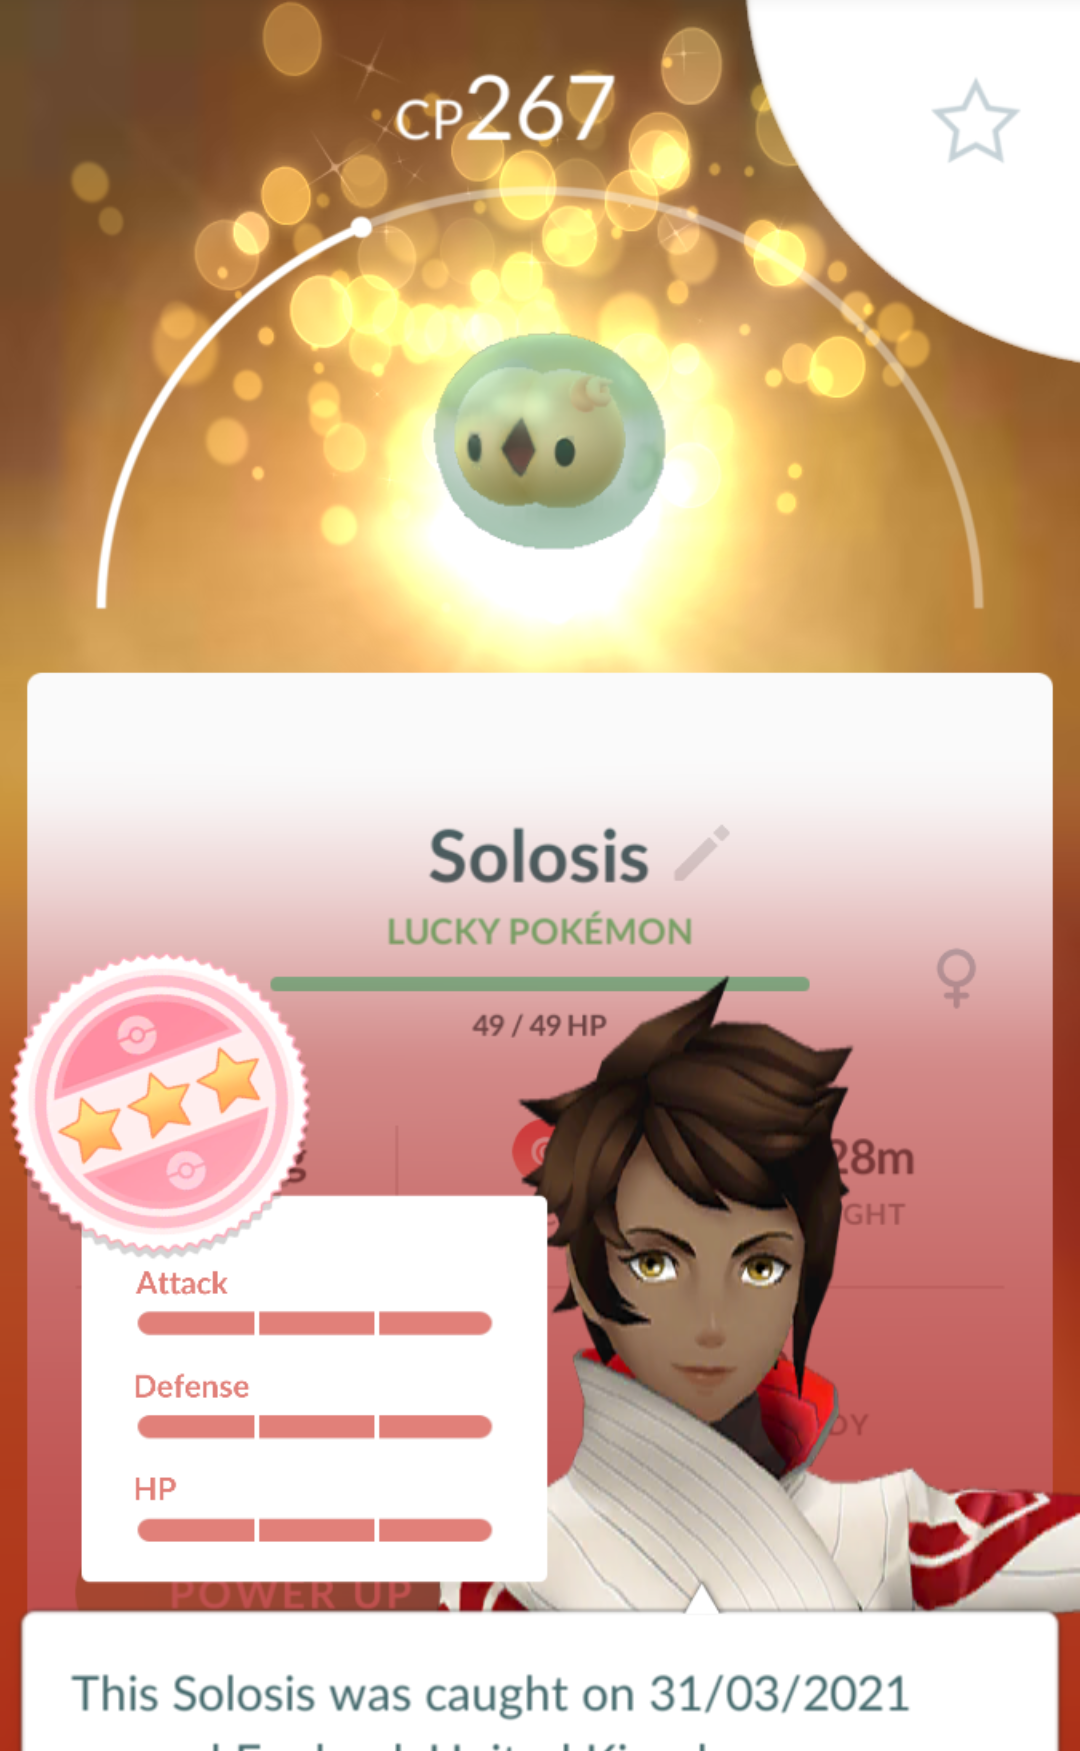 CP267
Solosis
LUCKY POKÉMON
49 / 49 HP
28m
GHT
Attack
DY
Defense
HP
POWER UP
This Solosis was caught on 31/03/2021